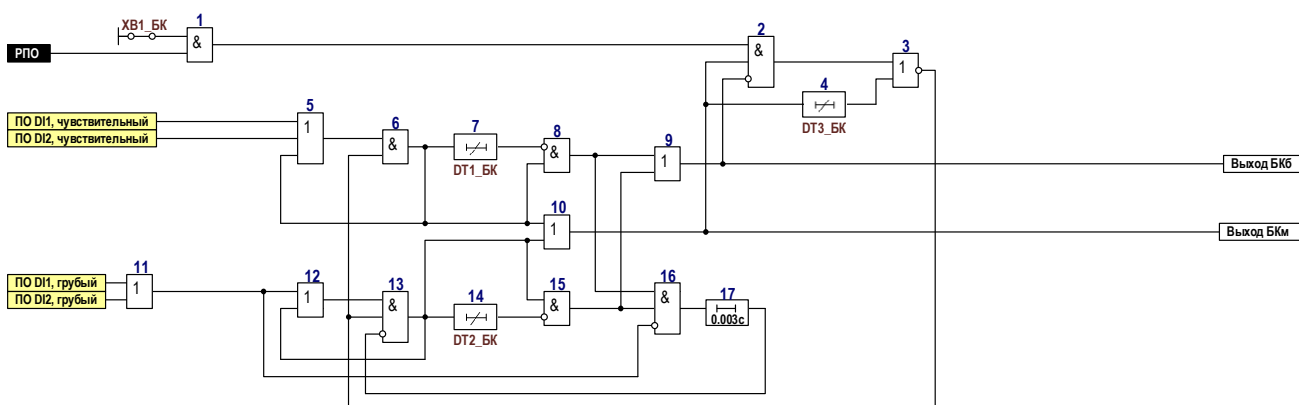 ХВ1_БК
1
&
РПО
2
&
3
1
4
DT3_БК
ПО DI1, чувствительный
ПО DI2, чувствительный
5
1
6
&
7
DT1_БК
8
&
9
1
Выход БКб
10
1
Выход БКм
ПО DI1, грубый
ПО DI2, грубый
11
1
12
1
13
&
14
DT2_БК
15
&
16
&
17
0.003с